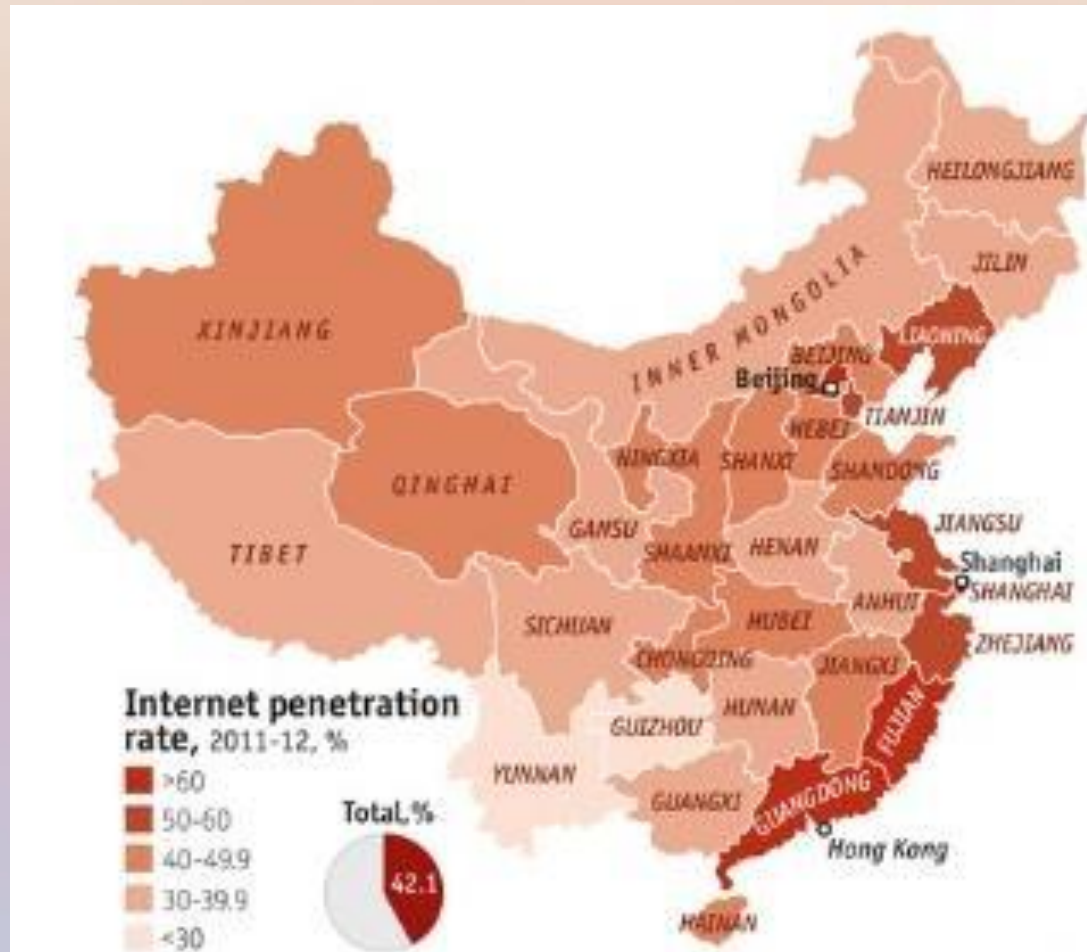 HEILONGJIANG
JILIN
XINJIANG
INNER MONGOLIA
LIAONING
BEIJING
Beijing
TIANJIN
HEBEI
NINGXIA
SHANXI
SHANDONG
QINGHAI
GANSU
JIANGSU
TIBET
SHAANXI
HENAN
Shanghai
SHANGHAI
ANHUI
SICHUAN
HUBEI
ZHEJIANG
CHONGQING
JIANGXI
Internet penetration
rate, 2011-12, %
HUNAN
FUJIAN
GUIZHOU
YUNNAN
>60
GUANGXI
GUANGDONG
50-60
Total, %
Hong Kong
40-49.9
42.1
30-39.9
HAINAN
<30